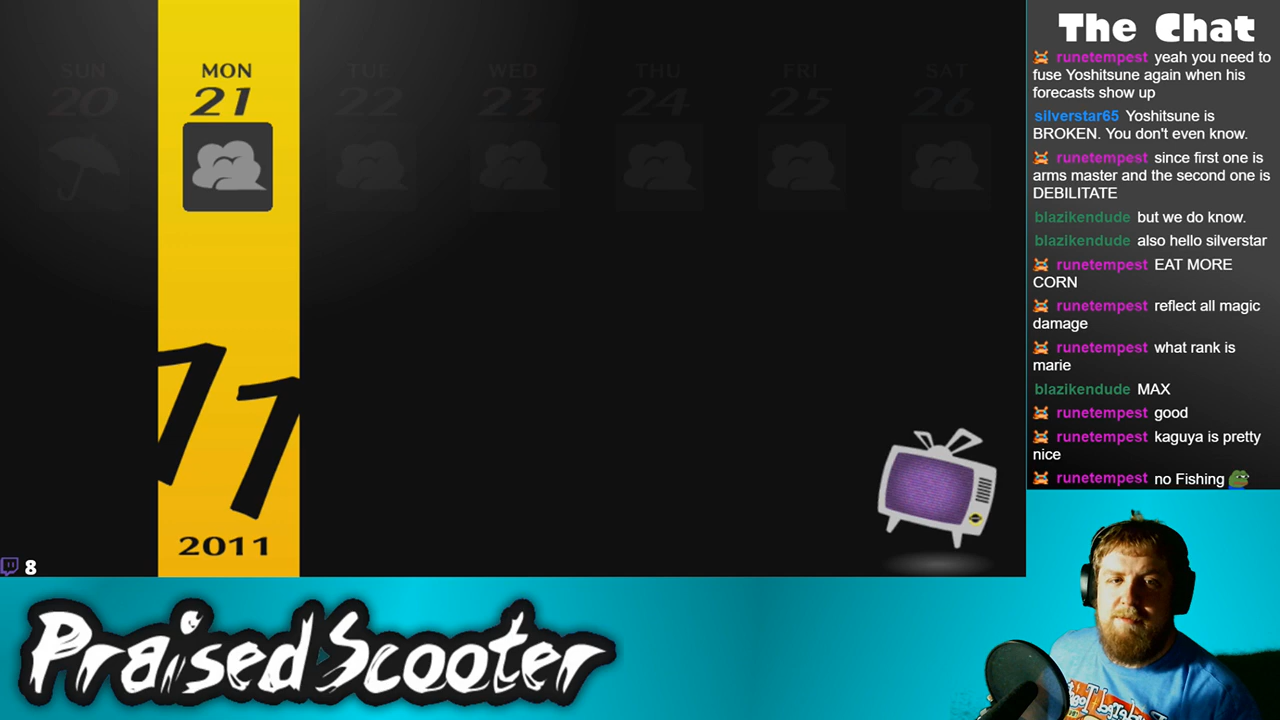 SUN MON TUE WED THU FRI SAT
20 21 22 23 24 25 26
11
2011
8
PraisedScooter
The Chat
runetempest yeah you need to
fuse Yoshitsune again when his
forecasts show up
silverstar65 Yoshitsune is
BROKEN. You don't even know.
runetempest since first one is
arms master and the second one is
DEBILITATE
blazikendude but we do know.
blazikendude also hello silverstar
runetempest EAT MORE
CORN
runetempest reflect all magic
damage
runetempest what rank is
marie
blazikendude MAX
runetempest good
runetempest kaguya is pretty
nice
runetempest no Fishing